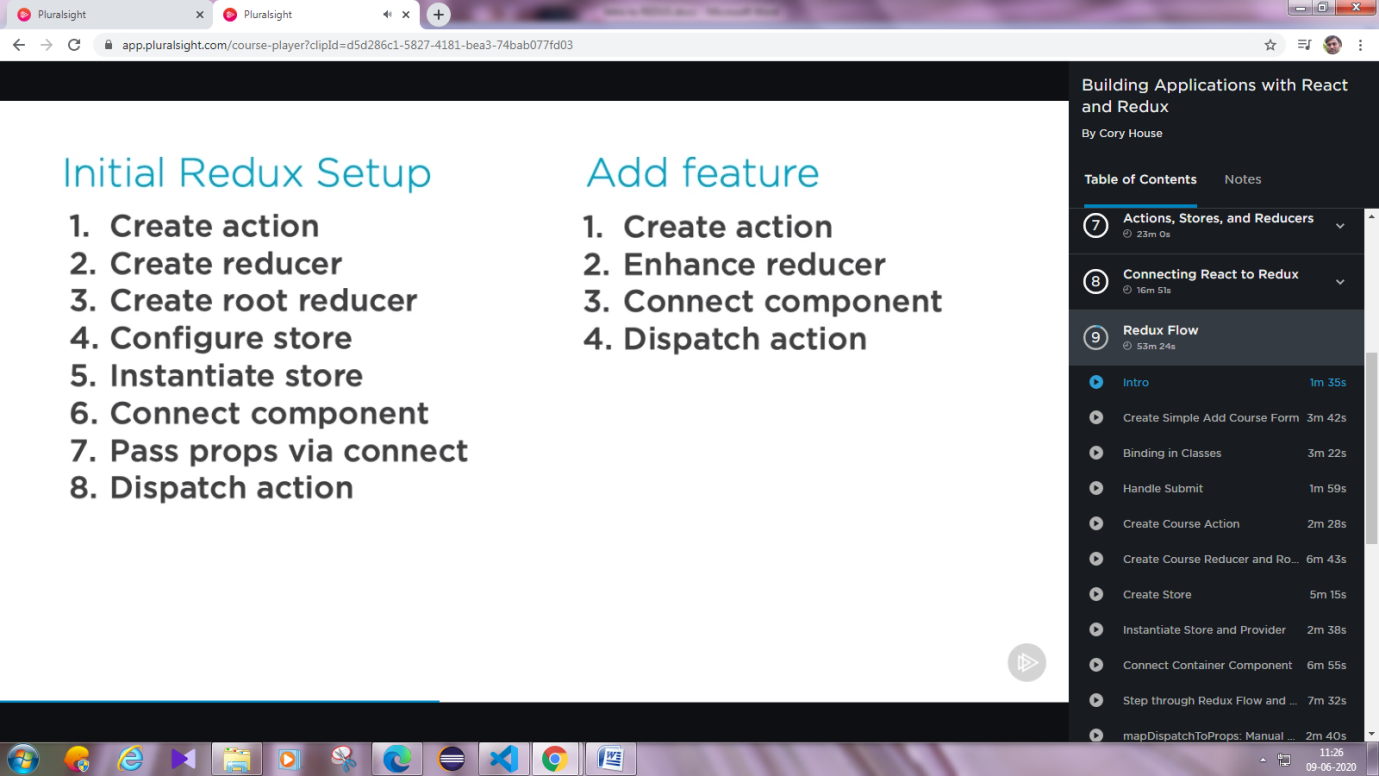 Pluralsight
Pluralsight
app.pluralsight.com/course-player?clipId=d5d286c1-5827-4181-bea3-74bab077fd03
Initial Redux Setup
1. Create action
2. Create reducer
3. Create root reducer
4. Configure store
5. Instantiate store
6. Connect component
7. Pass props via connect
8. Dispatch action
Add feature
1. Create action
2. Enhance reducer
3. Connect component
4. Dispatch action
Building Applications with React
and Redux
By Cory House
Table of Contents Notes
7 Actions, Stores, and Reducers
23m 0s
8 Connecting React to Redux
16m 51s
9 Redux Flow
53m 24s
Intro 1m 35s
Create Simple Add Course Form 3m 42s
Binding in Classes 3m 22s
Handle Submit 1m 59s
Create Course Action 2m 28s
Create Course Reducer and Ro... 6m 43s
Create Store 5m 15s
Instantiate Store and Provider 2m 38s
Connect Container Component 6m 55s
Step through Redux Flow and ... 7m 32s
mapDispatchToProps: Manual ... 2m 40s
11:26
09-06-2020